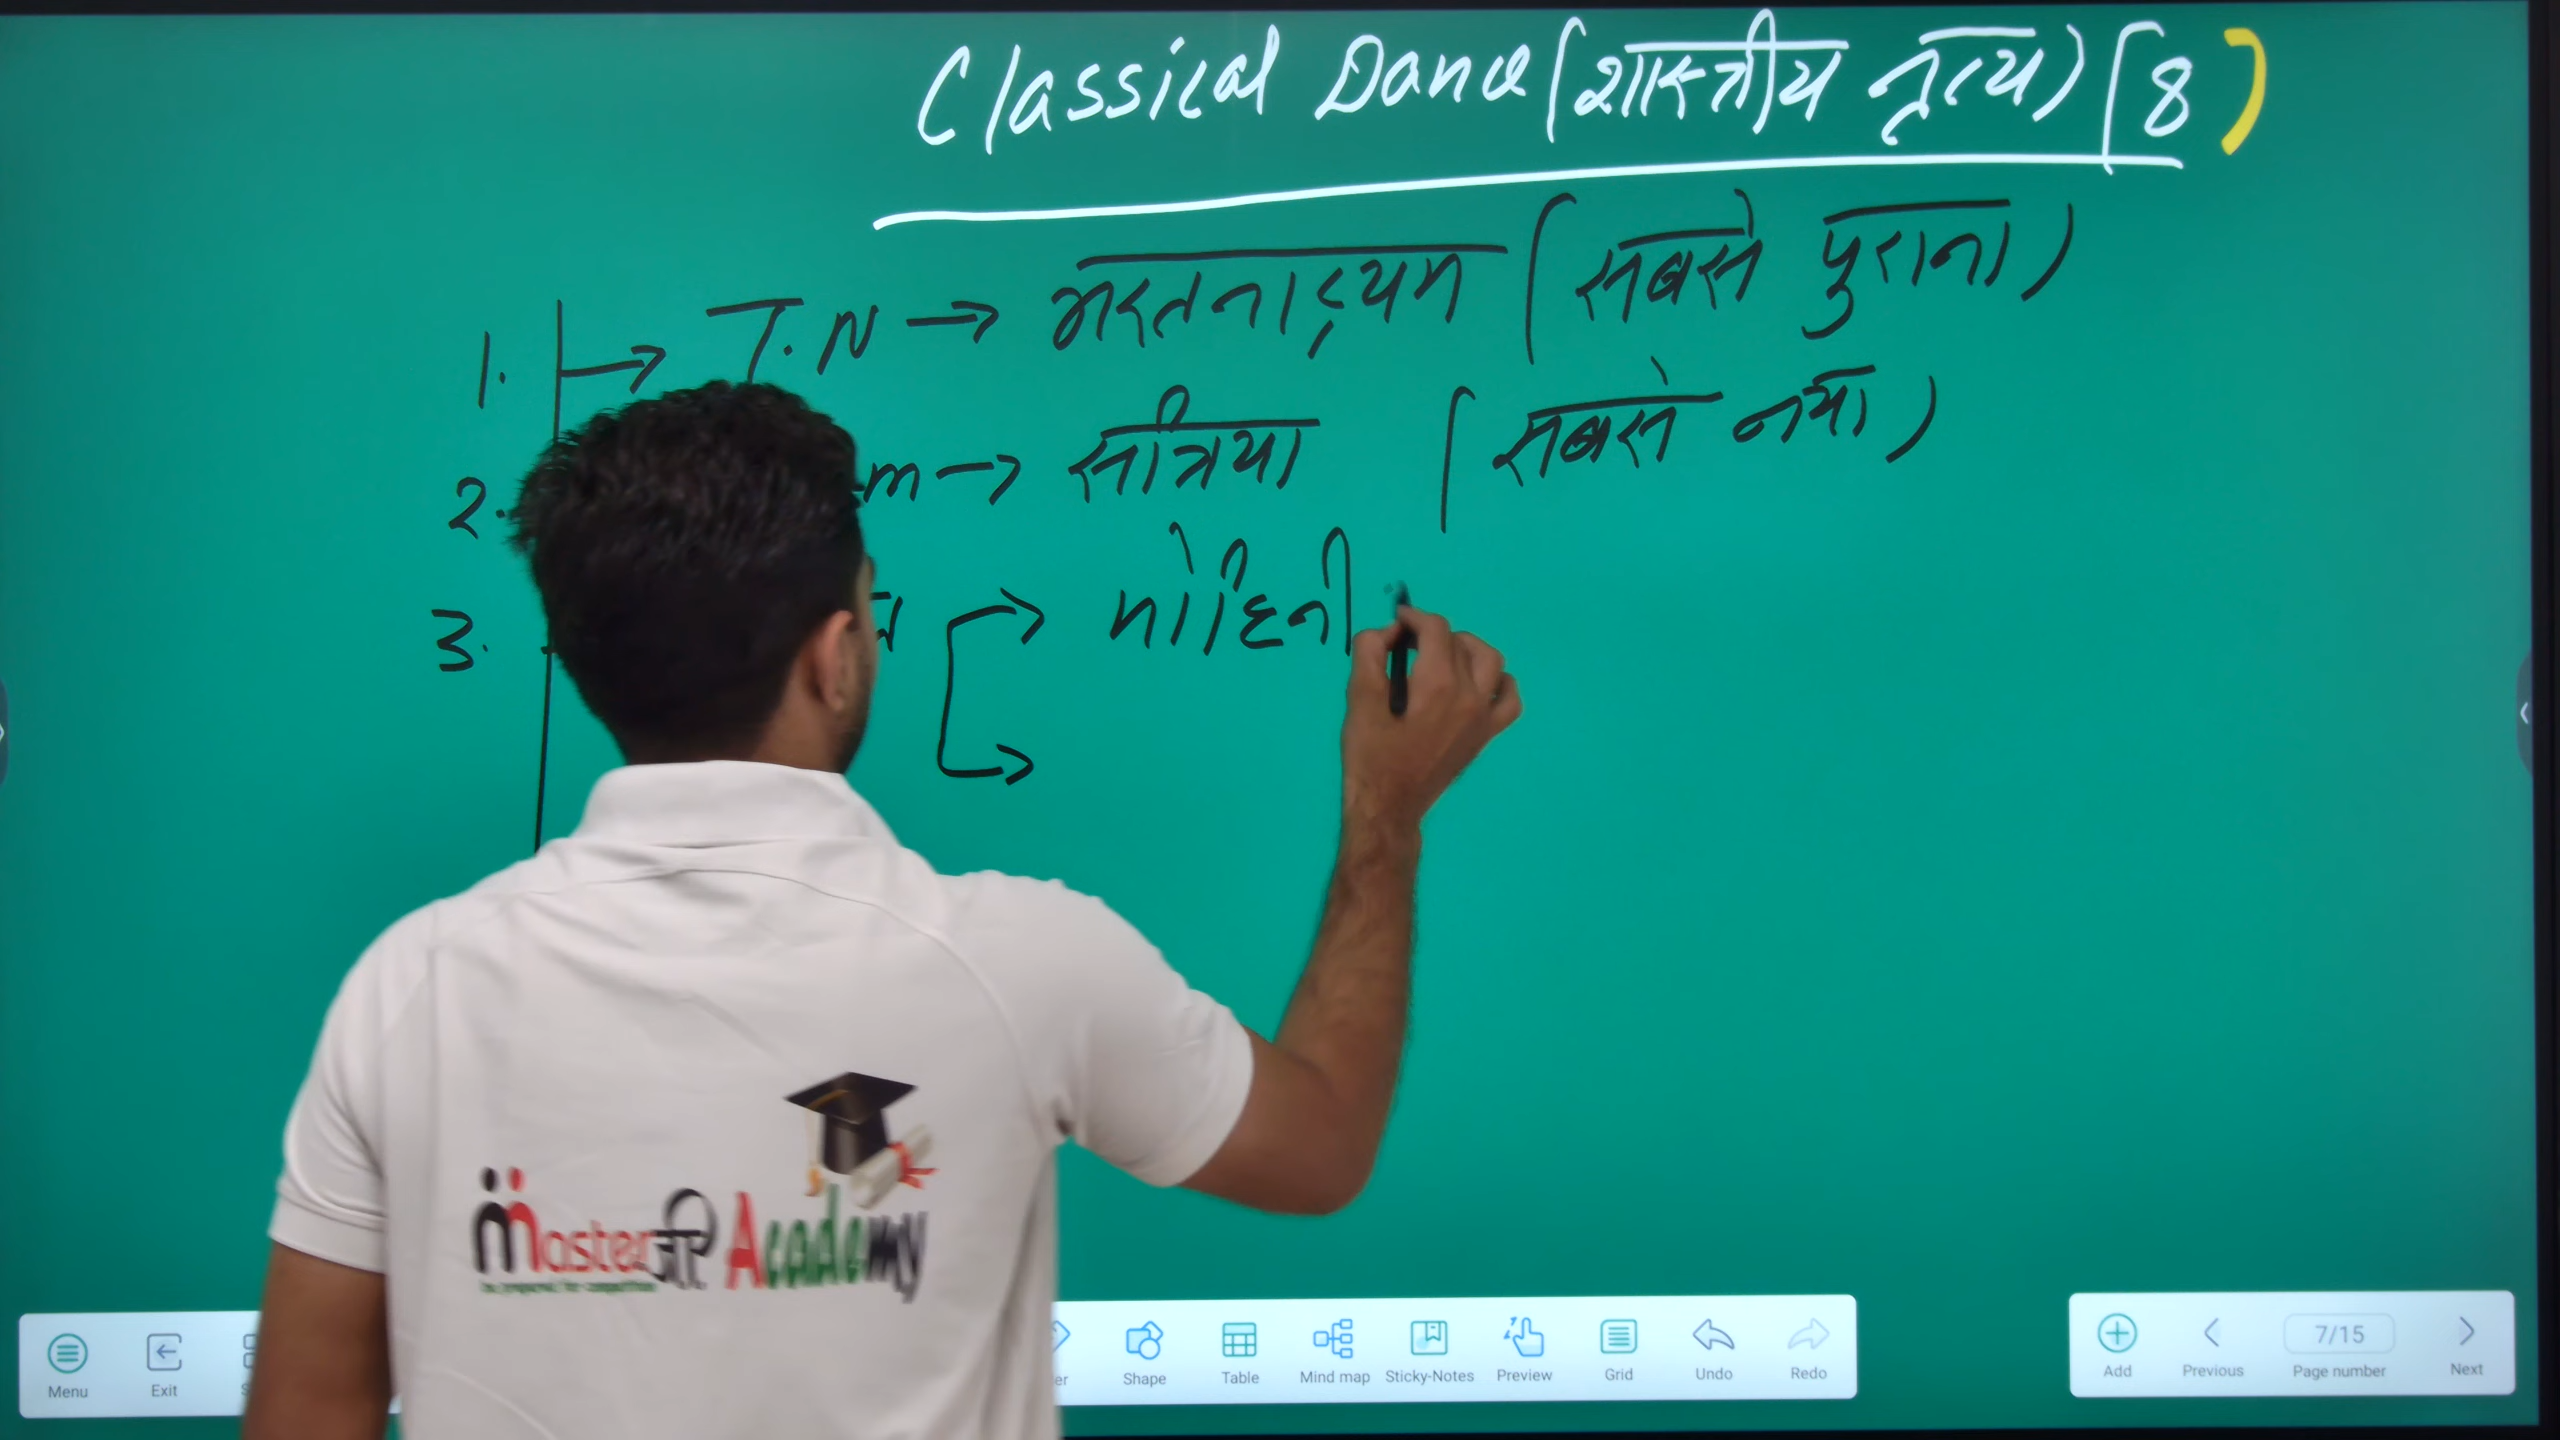 Classical Dance (शास्त्रीय नृत्य) (8)
1. → T.N → भरतनाट्यम (सबसे पुराना)
2. m → सत्रिया (सबसे नया)
3. → मोहिनी
Masterजी Academy
Menu Exit Shape Table Mind map Sticky-Notes Preview Grid Undo Redo
Add Previous 7/15 Page number Next